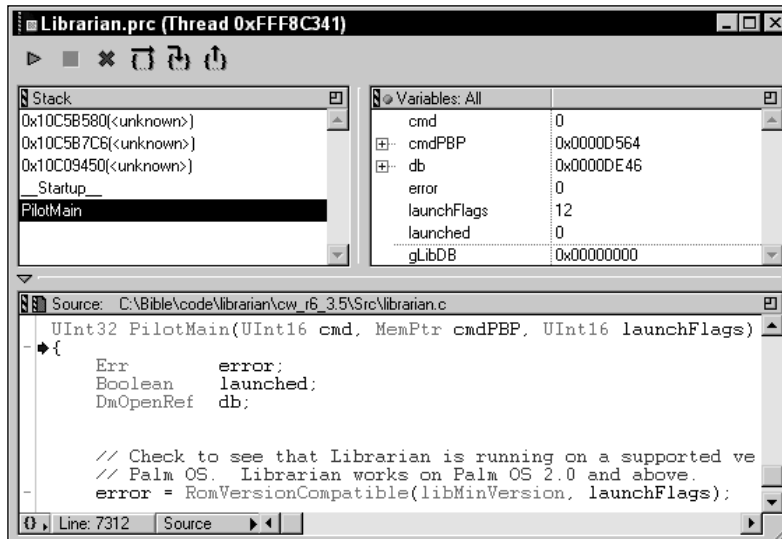 Librarian.prc (Thread 0xFFF8C341)
Stack
0x10C5B580(<unknown>)
0x10C5B7C6(<unknown>)
0x10C09450(<unknown>)
__Startup__
PilotMain
Variables: All
cmd 0
cmdPBP 0x0000D564
db 0x0000DE46
error 0
launchFlags 12
launched 0
gLibDB 0x00000000
Source: C:\Bible\code\librarian\cw_r6_3.5\Src\librarian.c
UInt32 PilotMain(UInt16 cmd, MemPtr cmdPBP, UInt16 launchFlags)
{
Err error;
Boolean launched;
DmOpenRef db;
// Check to see that Librarian is running on a supported ve
// Palm OS. Librarian works on Palm OS 2.0 and above.
error = RomVersionCompatible(libMinVersion, launchFlags);
{} Line: 7312 Source